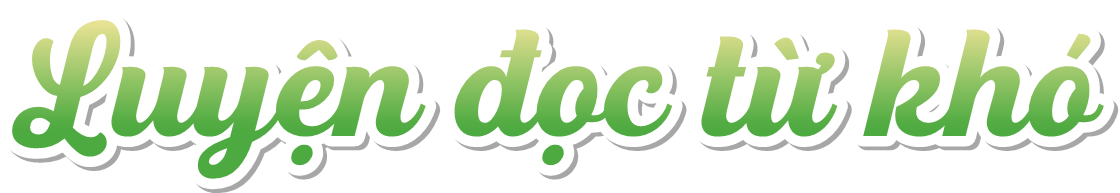 Luyện đọc từ khó